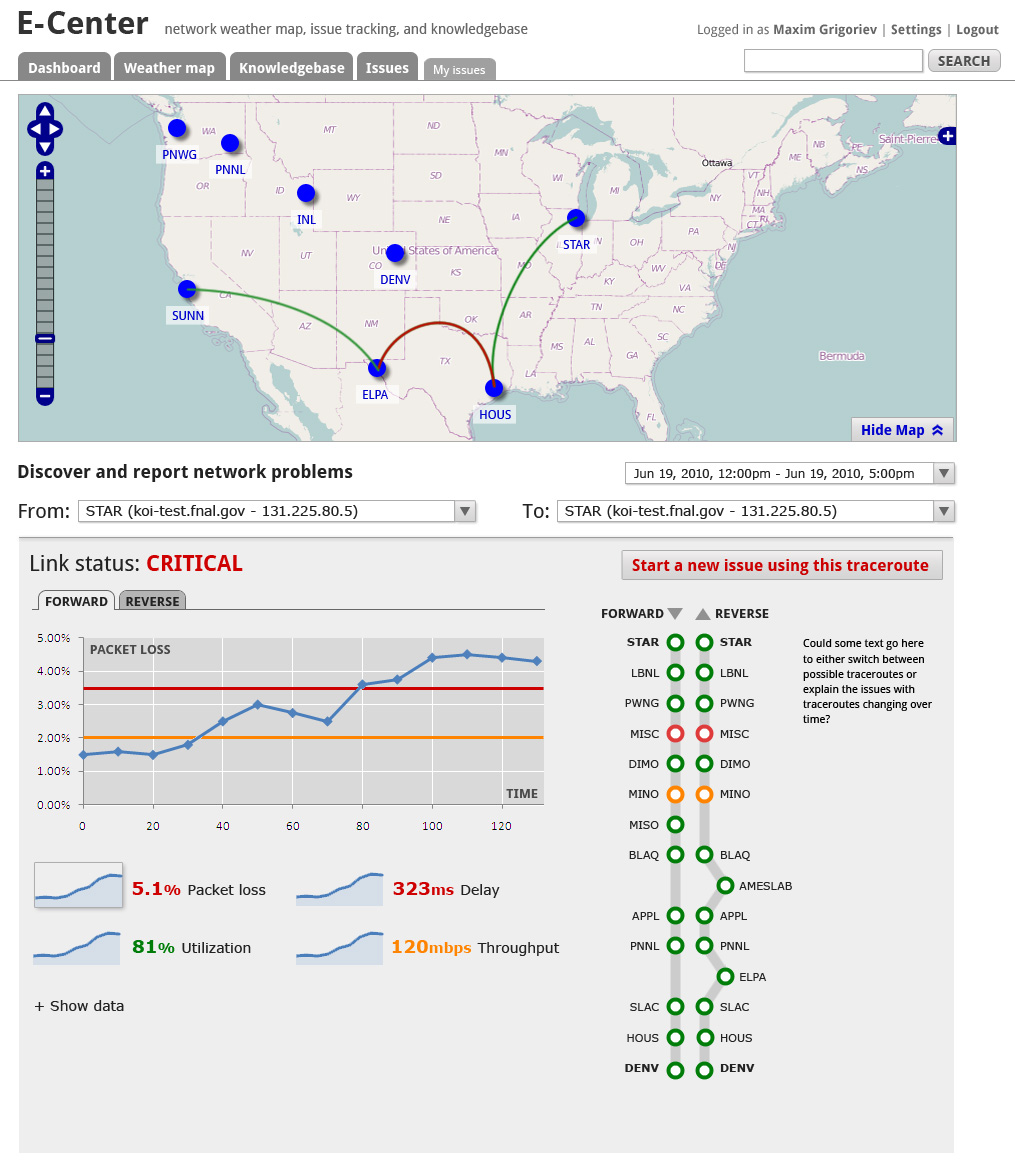 E-Center network weather map, issue tracking, and knowledgebase
Logged in as Maxim Grigoriev | Settings | Logout
Dashboard Weather map Knowledgebase Issues My issues SEARCH
PNWG
PNNL
INL
DENV
STAR
SUNN
ELPA
HOUS
WA
MT
ND
MN
OR
ID
WY
SD
WI
MI
Ottawa
NB
PE
Saint-Pierre
ME
NS
VT
NH
NY
MA
CT
RI
NV
UT
CO
United States of America
NE
IA
IN
OH
PA
KS
MO
WV
VA
KY
DE
NJ
CA
AZ
NM
OK
AR
TN
NC
SC
TX
MS
AL
GA
LA
FL
Bermuda
Hide Map
Discover and report network problems
Jun 19, 2010, 12:00pm - Jun 19, 2010, 5:00pm
From: STAR (koi-test.fnal.gov - 131.225.80.5)
To: STAR (koi-test.fnal.gov - 131.225.80.5)
Link status: CRITICAL
Start a new issue using this traceroute
FORWARD REVERSE
PACKET LOSS
5.00%
4.00%
3.00%
2.00%
1.00%
0.00%
TIME
0 20 40 60 80 100 120
5.1% Packet loss
323ms Delay
81% Utilization
120mbps Throughput
+ Show data
FORWARD REVERSE
STAR STAR
LBNL LBNL
PWNG PWNG
MISC MISC
DIMO DIMO
MINO MINO
MISO
BLAQ BLAQ
AMESLAB
APPL APPL
PNNL PNNL
ELPA
SLAC SLAC
HOUS HOUS
DENV DENV
Could some text go here
to either switch between
possible traceroutes or
explain the issues with
traceroutes changing over
time?